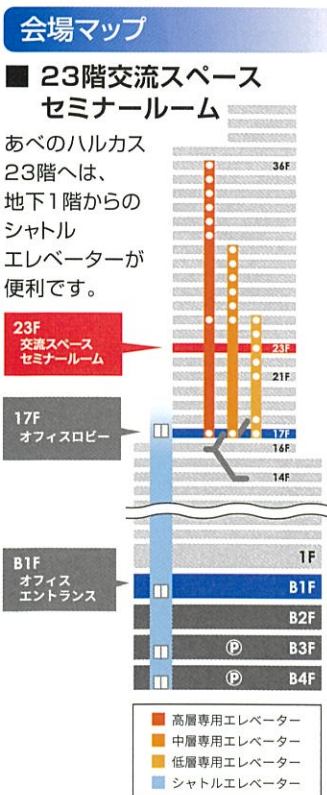 会場マップ
■ 23階交流スペース
セミナールーム
あべのハルカス
23階へは、
地下1階からの
シャトル
エレベーターが
便利です。
36F
23F
交流スペース
セミナールーム
23F
21F
17F
オフィスロビー
17F
16F
14F
1F
B1F
オフィス
エントランス
B1F
B2F
Ⓟ B3F
Ⓟ B4F
高層専用エレベーター
中層専用エレベーター
低層専用エレベーター
シャトルエレベーター